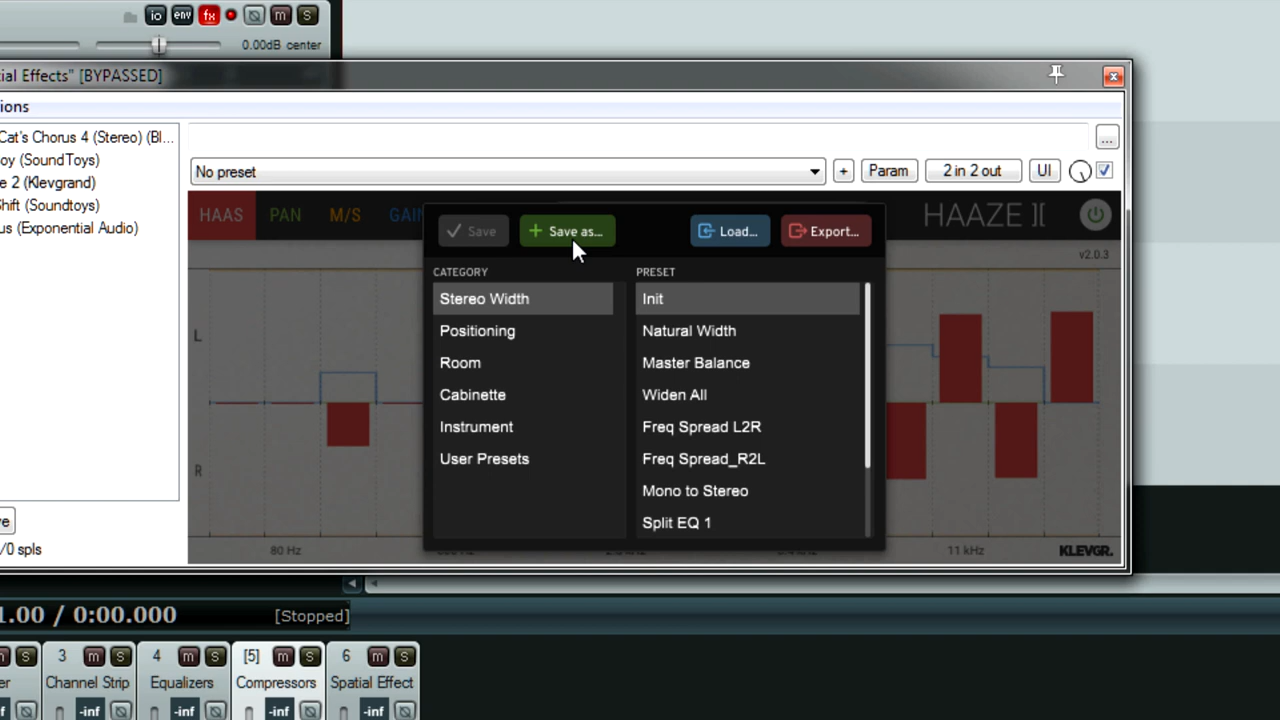 io env fx m S
0.00dB center
ial Effects" [BYPASSED]
ions
Cat's Chorus 4 (Stereo) (Bl...
oy (SoundToys)
e 2 (Klevgrand)
Shift (Soundtoys)
us (Exponential Audio)
...
No preset + Param 2 in 2 out UI
HAAS PAN M/S GAIN HAAZE
Save + Save as... Load... Export...
v2.0.3
CATEGORY PRESET
Stereo Width Init
Positioning Natural Width
Room Master Balance
Cabinette Widen All
Instrument Freq Spread L2R
User Presets Freq Spread_R2L
Mono to Stereo
Split EQ 1
L
R
80 Hz 11 kHz KLEVGR.
ve
/0 spls
1.00 / 0:00.000 [Stopped]
m S 3 m S 4 m S [5] m S 6 m S
er Channel Strip Equalizers Compressors Spatial Effect
nf -inf -inf -inf -inf